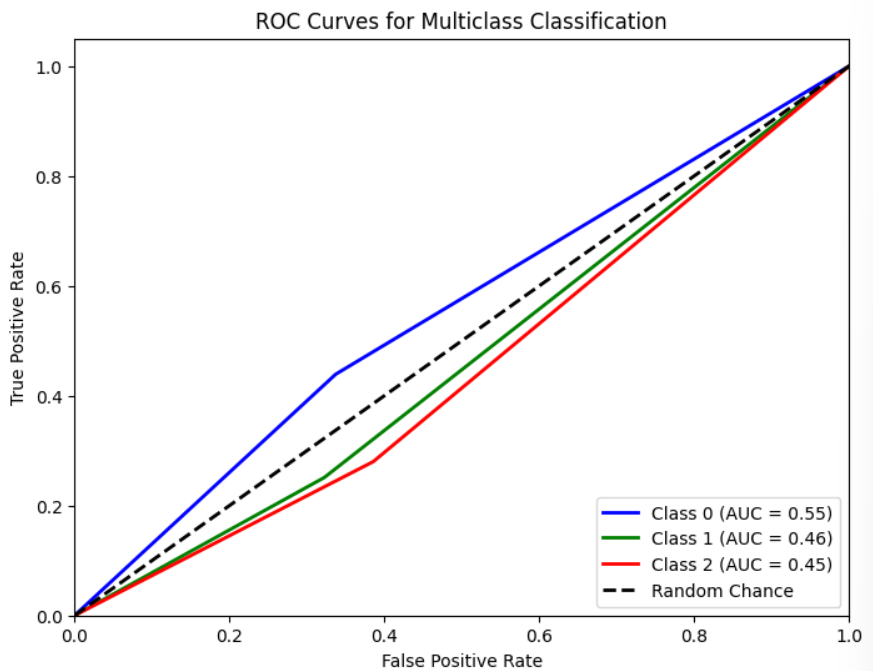 ROC Curves for Multiclass Classification
True Positive Rate
1.0
0.8
0.6
0.4
0.2
0.0
Class 0 (AUC = 0.55)
Class 1 (AUC = 0.46)
Class 2 (AUC = 0.45)
Random Chance
0.0
0.2
0.4
0.6
0.8
1.0
False Positive Rate